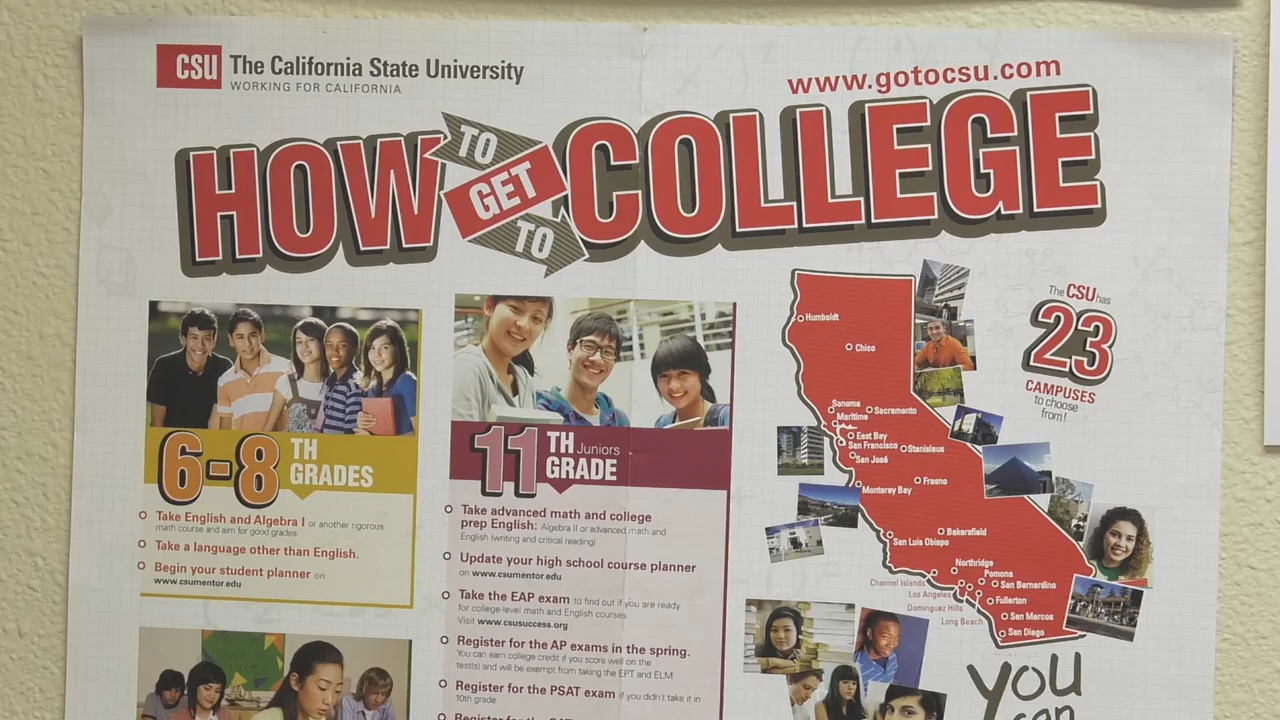 CSU The California State University
WORKING FOR CALIFORNIA
www.gotocsu.com
HOW TO GET TO COLLEGE
6-8 TH GRADES
Take English and Algebra I or another rigorous
math course and aim for good grades
Take a language other than English.
Begin your student planner on
www.csumentor.edu
11 TH Juniors GRADE
Take advanced math and college
prep English: Algebra II or advanced math and
English (writing and critical reading)
Update your high school course planner
on www.csumentor.edu
Take the EAP exam to find out if you are ready
for college-level math and English courses.
Visit www.csusuccess.org
Register for the AP exams in the spring.
You can earn college credit if you score well on the
test(s) and will be exempt from taking the EPT and ELM
Register for the PSAT exam if you didn't take it in
10th grade.
Register for the
The CSU has
23
CAMPUSES
to choose
from!
Humboldt
Chico
Sonoma
Maritime
Sacramento
East Bay
San Francisco
Stanislaus
San José
Monterey Bay
Fresno
Bakersfield
San Luis Obispo
Northridge
Pomona
Channel Islands
San Bernardino
Los Angeles
Fullerton
Dominguez Hills
San Marcos
Long Beach
San Diego
you
can